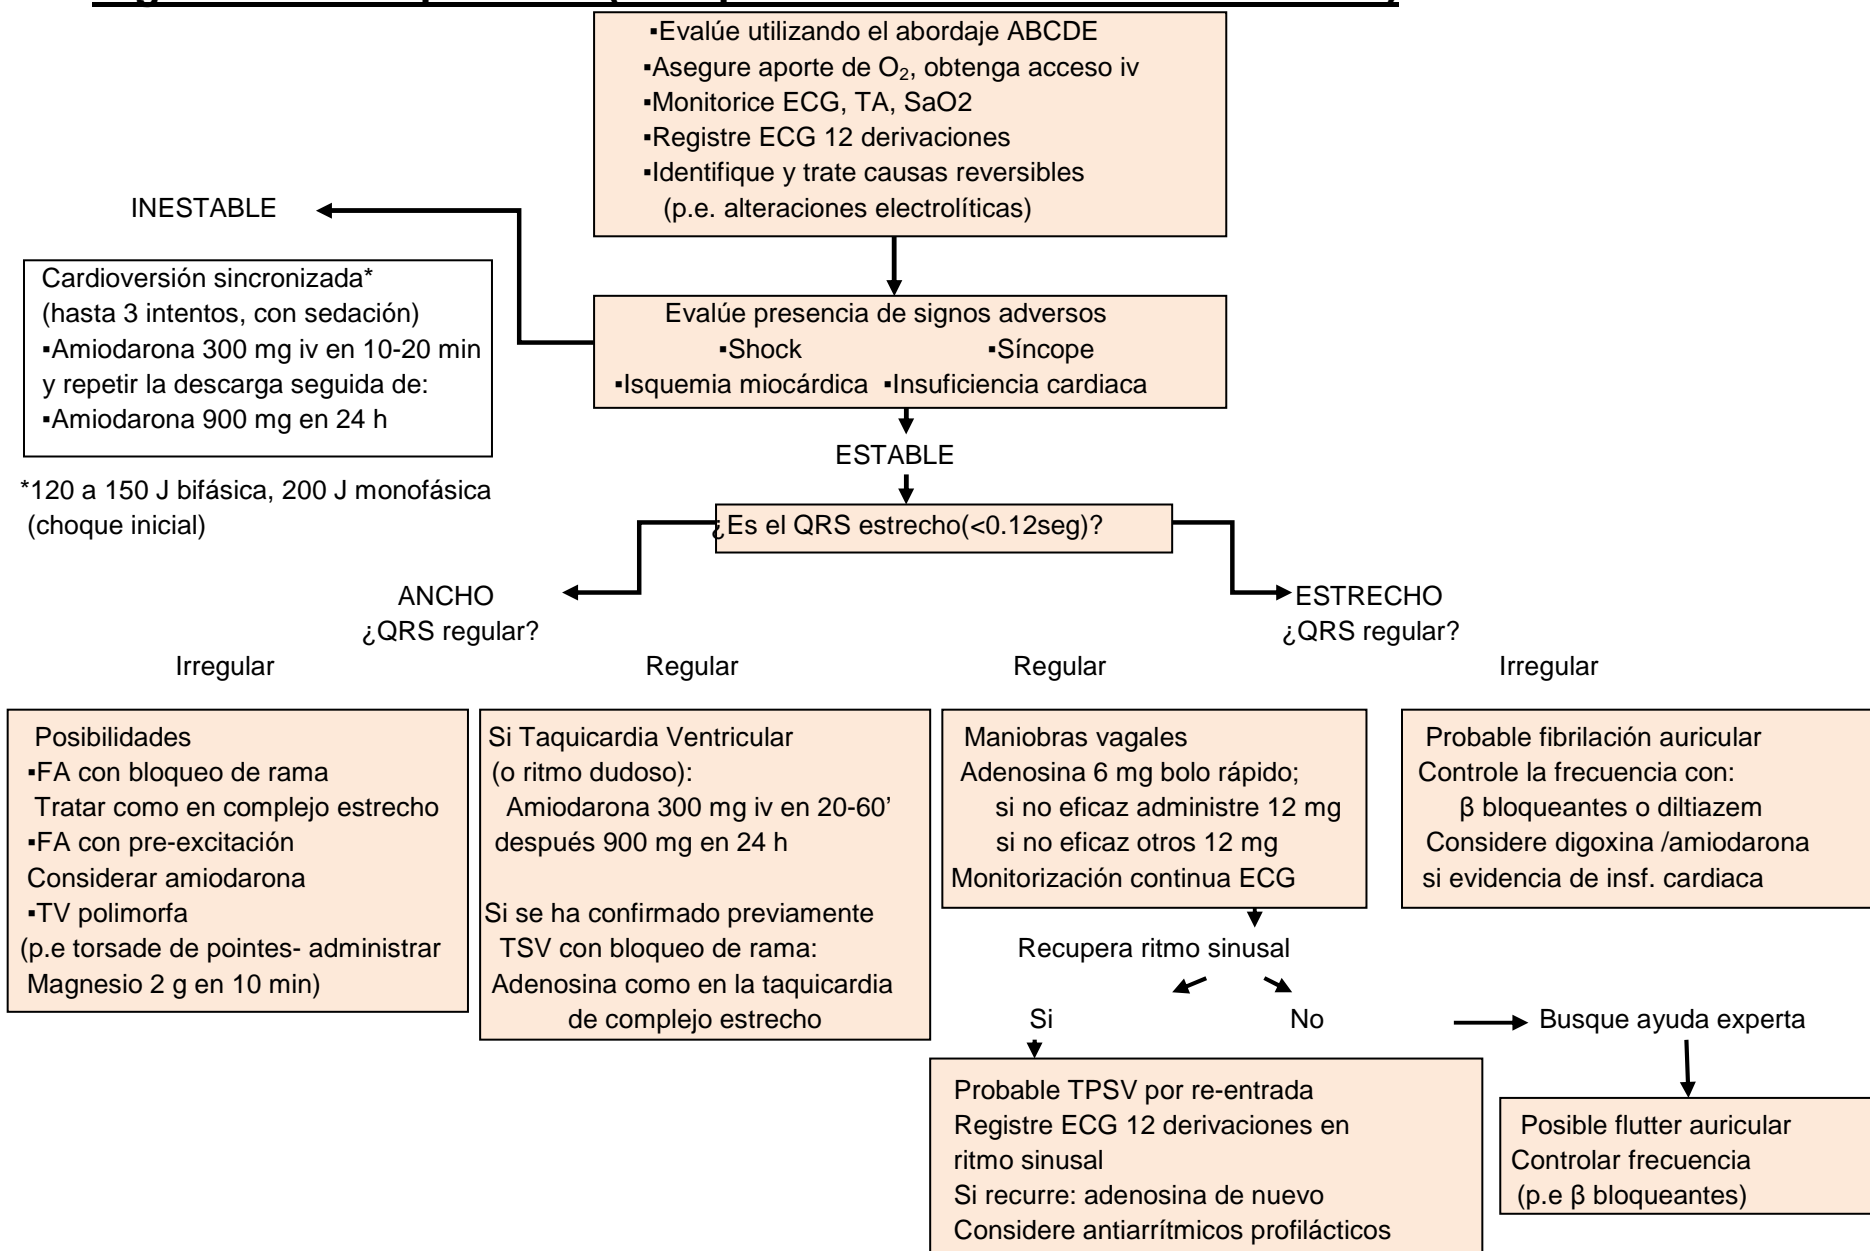 ▪Evalúe utilizando el abordaje ABCDE
▪Asegure aporte de O₂, obtenga acceso iv
▪Monitorice ECG, TA, SaO2
▪Registre ECG 12 derivaciones
▪Identifique y trate causas reversibles
(p.e. alteraciones electrolíticas)
INESTABLE
Cardioversión sincronizada*
(hasta 3 intentos, con sedación)
▪Amiodarona 300 mg iv en 10-20 min
y repetir la descarga seguida de:
▪Amiodarona 900 mg en 24 h
*120 a 150 J bifásica, 200 J monofásica
(choque inicial)
Evalúe presencia de signos adversos
▪Shock ▪Síncope
▪Isquemia miocárdica ▪Insuficiencia cardiaca
ESTABLE
¿Es el QRS estrecho(<0.12seg)?
ANCHO
¿QRS regular?
ESTRECHO
¿QRS regular?
Irregular
Regular
Regular
Irregular
Posibilidades
▪FA con bloqueo de rama
Tratar como en complejo estrecho
▪FA con pre-excitación
Considerar amiodarona
▪TV polimorfa
(p.e torsade de pointes- administrar
Magnesio 2 g en 10 min)
Si Taquicardia Ventricular
(o ritmo dudoso):
Amiodarona 300 mg iv en 20-60’
después 900 mg en 24 h
Si se ha confirmado previamente
TSV con bloqueo de rama:
Adenosina como en la taquicardia
de complejo estrecho
Maniobras vagales
Adenosina 6 mg bolo rápido;
si no eficaz administre 12 mg
si no eficaz otros 12 mg
Monitorización continua ECG
Probable fibrilación auricular
Controle la frecuencia con:
β bloqueantes o diltiazem
Considere digoxina /amiodarona
si evidencia de insf. cardiaca
Recupera ritmo sinusal
Si
No
Busque ayuda experta
Probable TPSV por re-entrada
Registre ECG 12 derivaciones en
ritmo sinusal
Si recurre: adenosina de nuevo
Considere antiarrítmicos profilácticos
Posible flutter auricular
Controlar frecuencia
(p.e β bloqueantes)